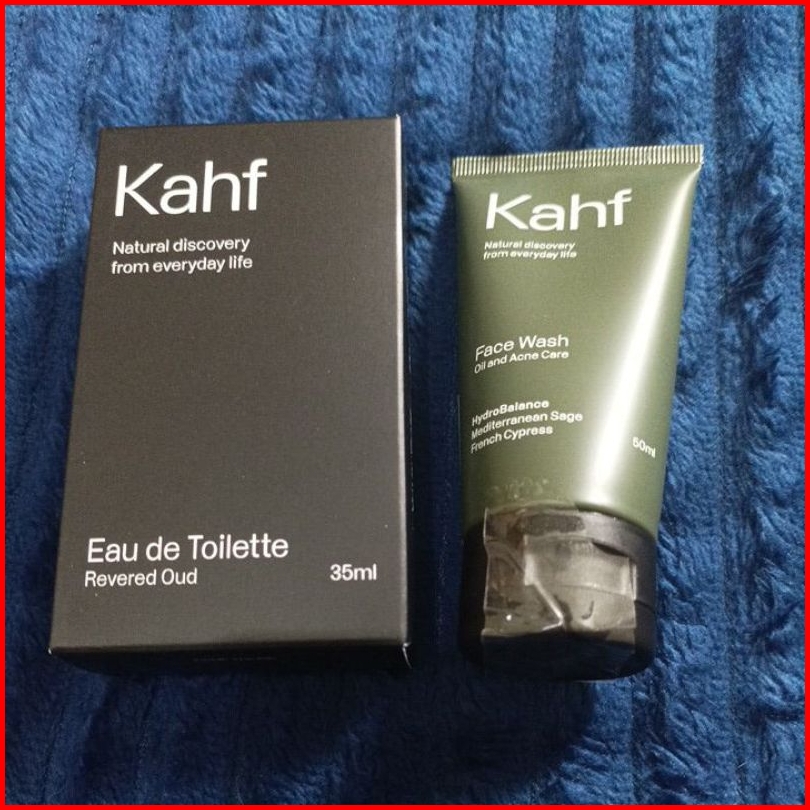 Kahf
Natural discovery
from everyday life
Eau de Toilette
Revered Oud
35ml
Kahf
Natural discovery
from everyday life
Face Wash
Oil and Acne Care
HydroBalance
Mediterranean Sage
French Cypress
50ml